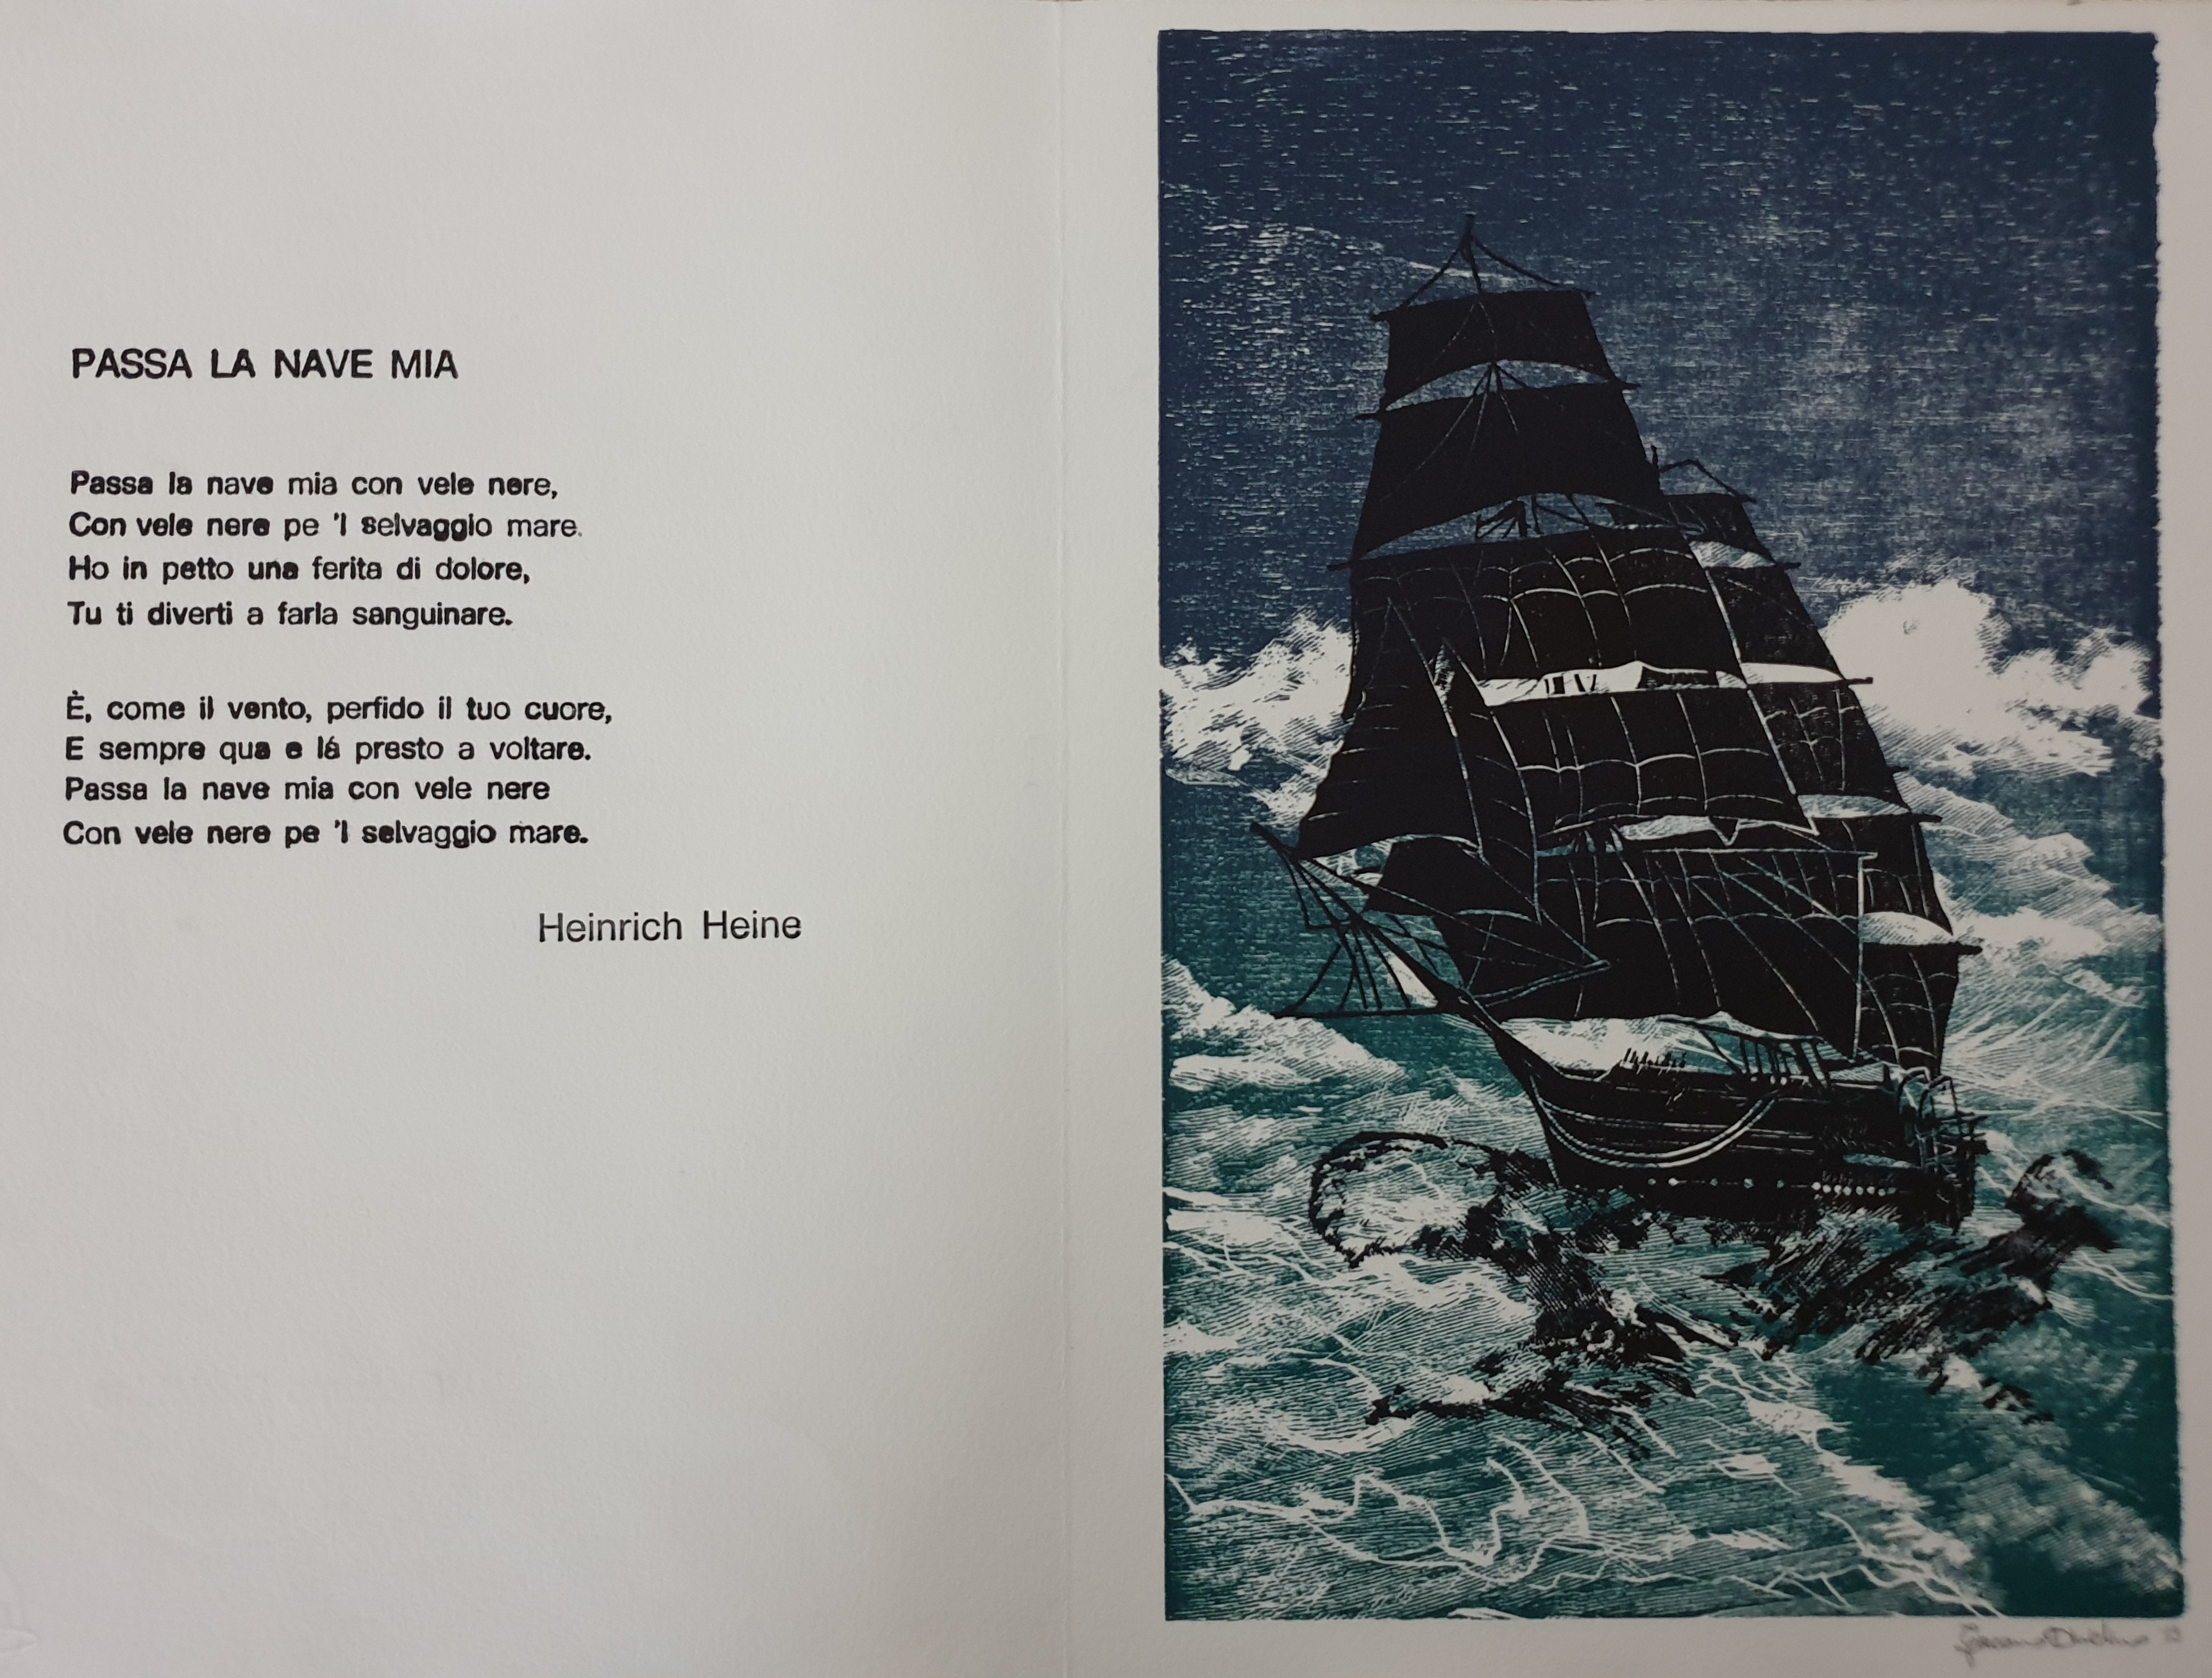 PASSA LA NAVE MIA
Passa la nave mia con vele nere,
Con vele nere pe 'l selvaggio mare.
Ho in petto una ferita di dolore,
Tu ti diverti a farla sanguinare.
È, come il vento, perfido il tuo cuore,
E sempre qua e lá presto a voltare.
Passa la nave mia con vele nere
Con vele nere pe 'l selvaggio mare.
Heinrich Heine